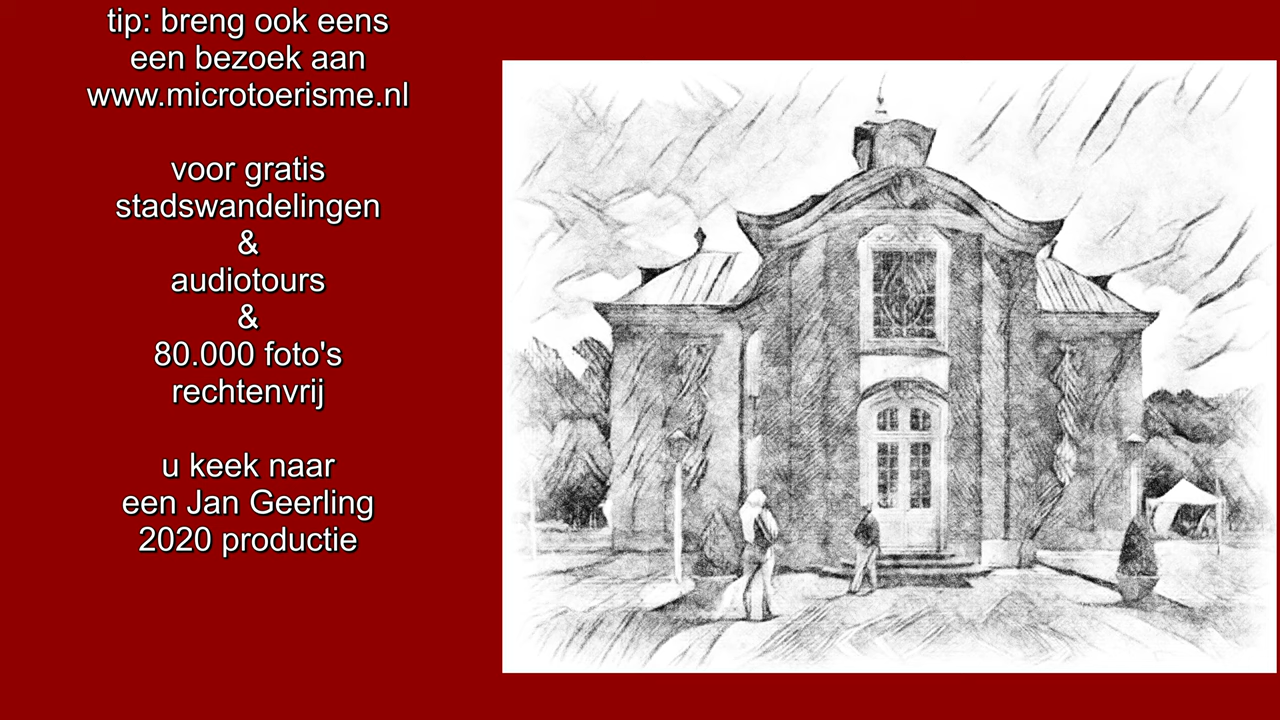 tip: breng ook eens
een bezoek aan
www.microtoerisme.nl
voor gratis
stadswandelingen
&
audiotours
&
80.000 foto's
rechtenvrij
u keek naar
een Jan Geerling
2020 productie